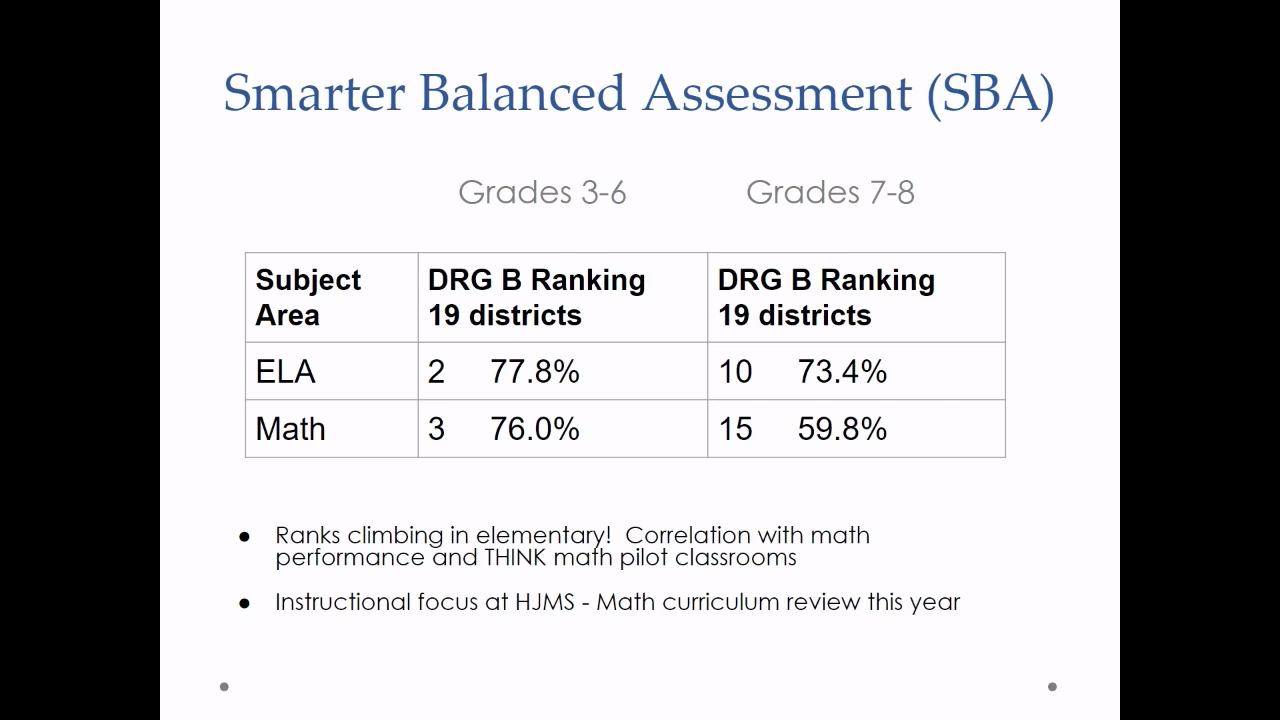 Smarter Balanced Assessment (SBA)
Grades 3-6 Grades 7-8
Subject Area DRG B Ranking 19 districts DRG B Ranking 19 districts
ELA 2 77.8% 10 73.4%
Math 3 76.0% 15 59.8%
● Ranks climbing in elementary! Correlation with math
performance and THINK math pilot classrooms
● Instructional focus at HJMS - Math curriculum review this year